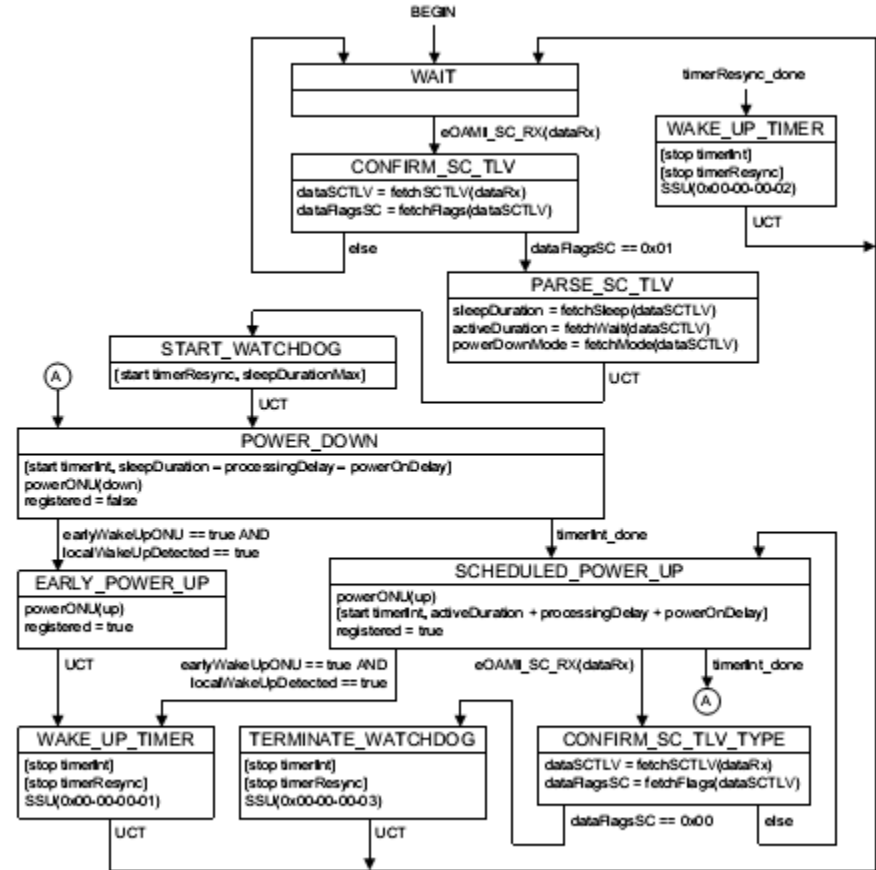 BEGIN
WAIT
timerResync_done
eOAMI_SC_RX(dataRx)
WAKE_UP_TIMER
[stop timerInt]
[stop timerResync]
SSU(0x00-00-00-02)
UCT
CONFIRM_SC_TLV
dataSCTLV = fetchSCTLV(dataRx)
dataFlagsSC = fetchFlags(dataSCTLV)
else
dataFlagsSC == 0x01
PARSE_SC_TLV
sleepDuration = fetchSleep(dataSCTLV)
activeDuration = fetchWait(dataSCTLV)
powerDownMode = fetchMode(dataSCTLV)
UCT
START_WATCHDOG
[start timerResync, sleepDurationMax]
UCT
A
POWER_DOWN
[start timerInt, sleepDuration – processingDelay – powerOnDelay]
powerONU(down)
registered = false
earlyWakeUpONU == true AND
localWakeUpDetected == true
timerInt_done
EARLY_POWER_UP
powerONU(up)
registered = true
UCT
SCHEDULED_POWER_UP
powerONU(up)
[start timerInt, activeDuration + processingDelay + powerOnDelay]
registered = true
earlyWakeUpONU == true AND
localWakeUpDetected == true
eOAMI_SC_RX(dataRx)
timerInt_done
A
WAKE_UP_TIMER
[stop timerInt]
[stop timerResync]
SSU(0x00-00-00-01)
UCT
TERMINATE_WATCHDOG
[stop timerInt]
[stop timerResync]
SSU(0x00-00-00-03)
UCT
CONFIRM_SC_TLV_TYPE
dataSCTLV = fetchSCTLV(dataRx)
dataFlagsSC = fetchFlags(dataSCTLV)
dataFlagsSC == 0x00
else